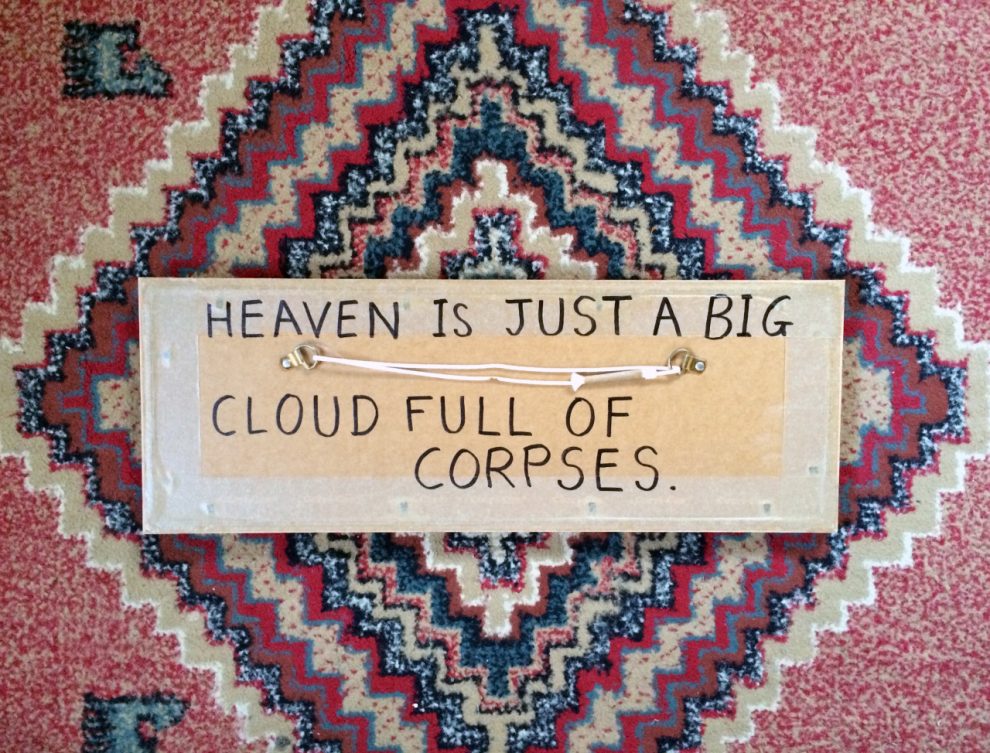 HEAVEN IS JUST A BIG
CLOUD FULL OF
CORPSES.